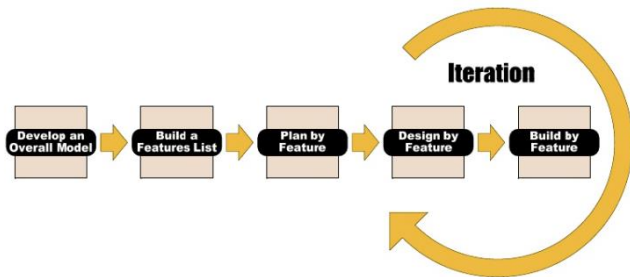 Iteration
Develop an
Overall Model
Build a
Features List
Plan by
Feature
Design by
Feature
Build by
Feature